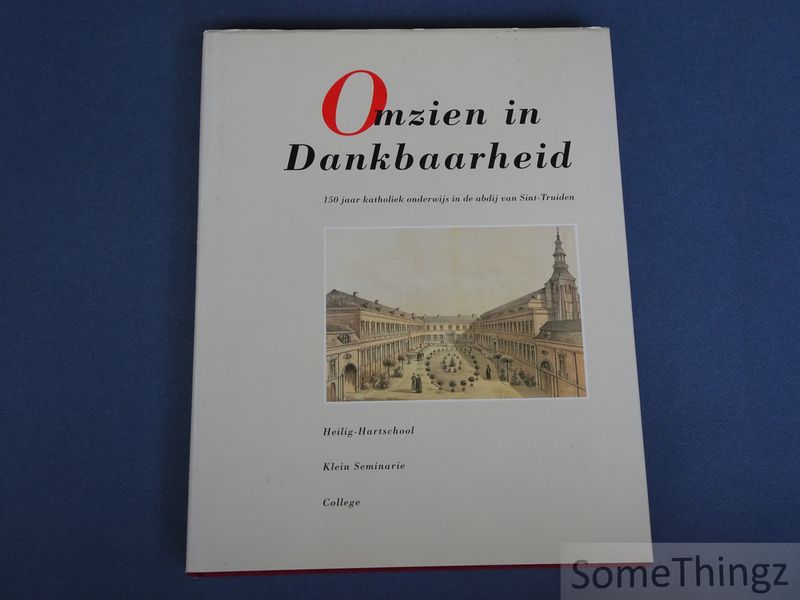 Omzien in
Dankbaarheid
150 jaar katholiek onderwijs in de abdij van Sint-Truiden
Heilig-Hartschool
Klein Seminarie
College
SomeThingz